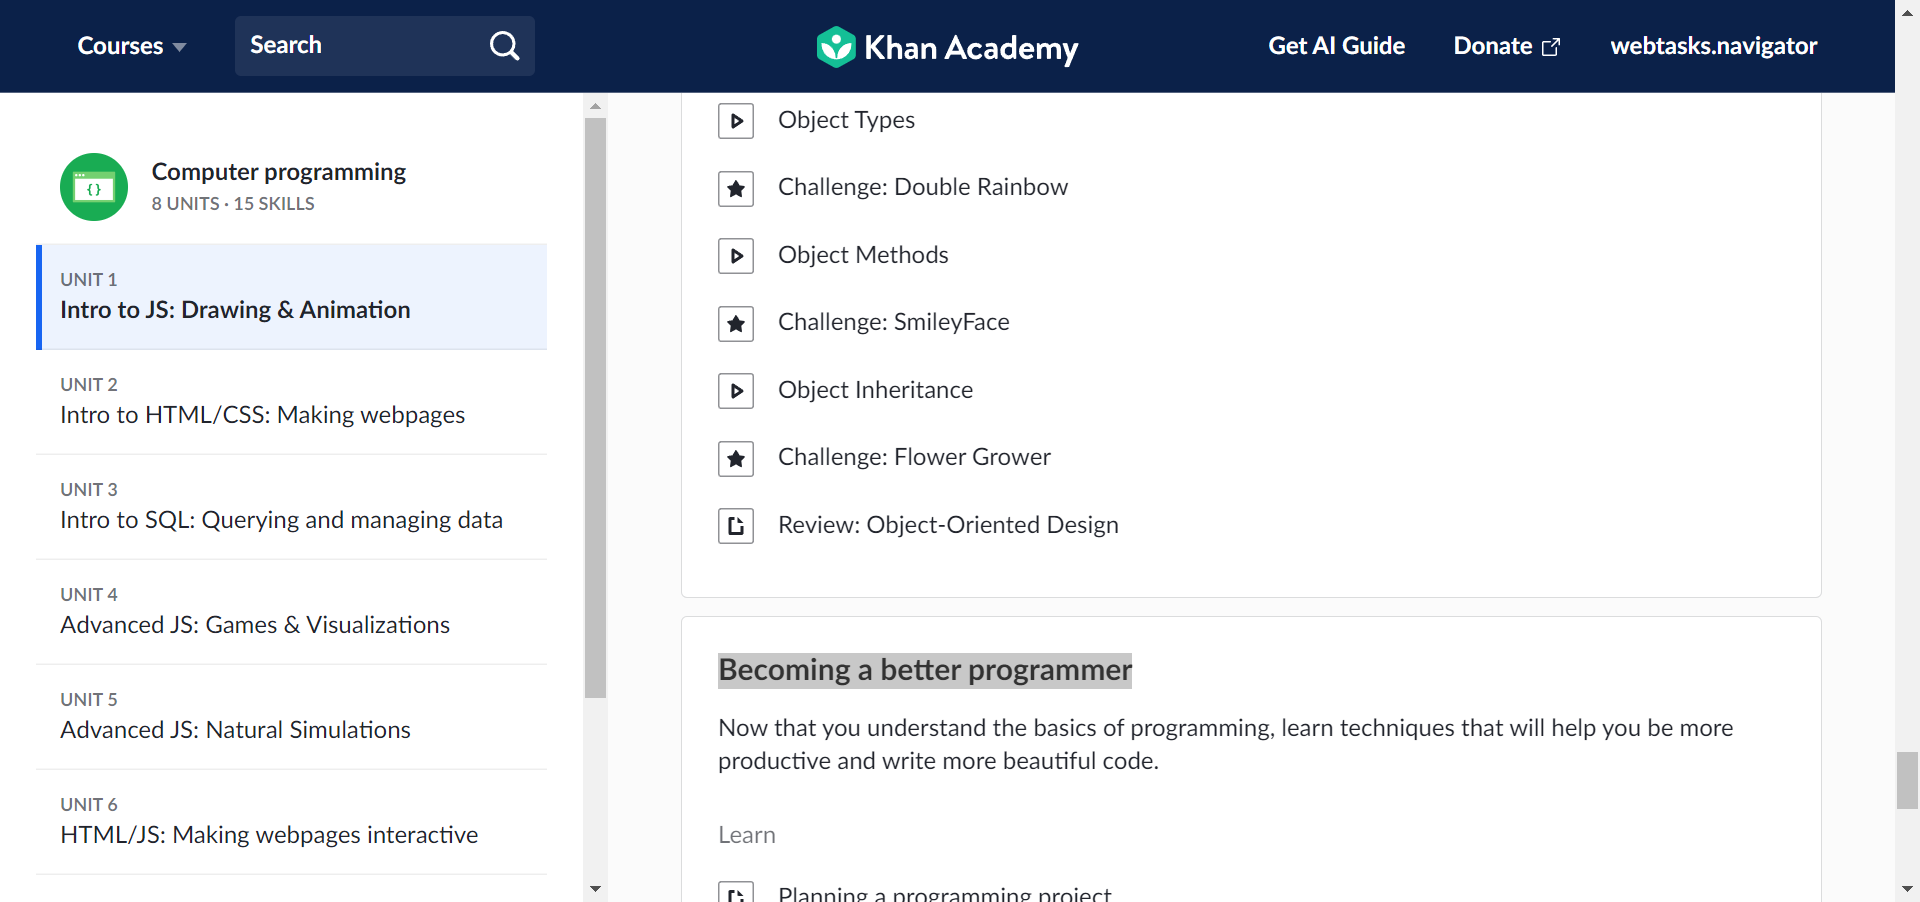 Courses
Search
Khan Academy
Get AI Guide
Donate
webtasks.navigator
Computer programming
8 UNITS · 15 SKILLS
UNIT 1
Intro to JS: Drawing & Animation
UNIT 2
Intro to HTML/CSS: Making webpages
UNIT 3
Intro to SQL: Querying and managing data
UNIT 4
Advanced JS: Games & Visualizations
UNIT 5
Advanced JS: Natural Simulations
UNIT 6
HTML/JS: Making webpages interactive
Object Types
Challenge: Double Rainbow
Object Methods
Challenge: SmileyFace
Object Inheritance
Challenge: Flower Grower
Review: Object-Oriented Design
Becoming a better programmer
Now that you understand the basics of programming, learn techniques that will help you be more
productive and write more beautiful code.
Learn
Planning a programming project